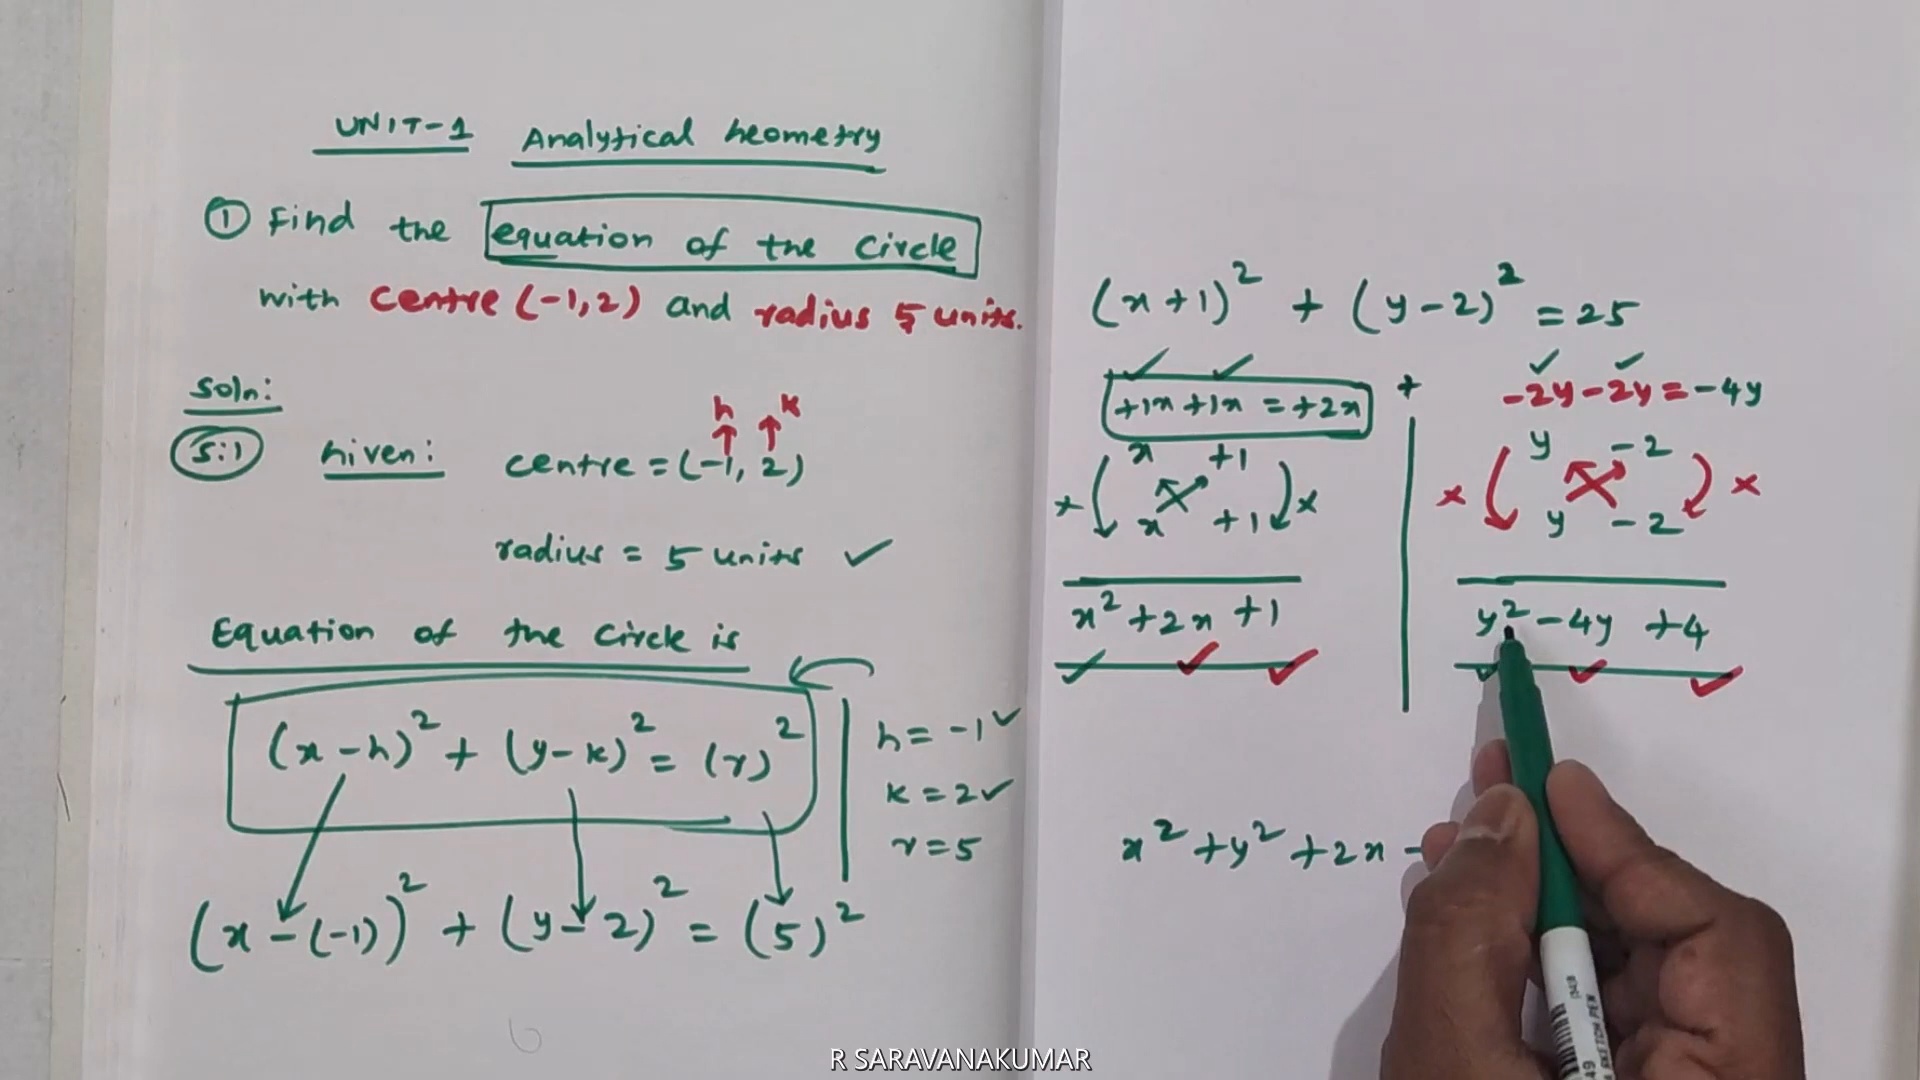 UNIT-1 Analytical Geometry
① Find the equation of the Circle
with Centre (-1,2) and radius 5 units.
Soln:
S:1 Given: centre = (-1, 2)
h k
radius = 5 units ✓
Equation of the Circle is
(x-h)² + (y-k)² = (r)²
h = -1 ✓
k = 2 ✓
r = 5
(x-(-1))² + (y-2)² = (5)²
(x+1)² + (y-2)² = 25
+1x +1x = +2x + -2y -2y = -4y
x +1 y -2
x x x x
x +1 y -2
x² +2x +1 y² -4y +4
x² + y² + 2x -
R SARAVANAKUMAR